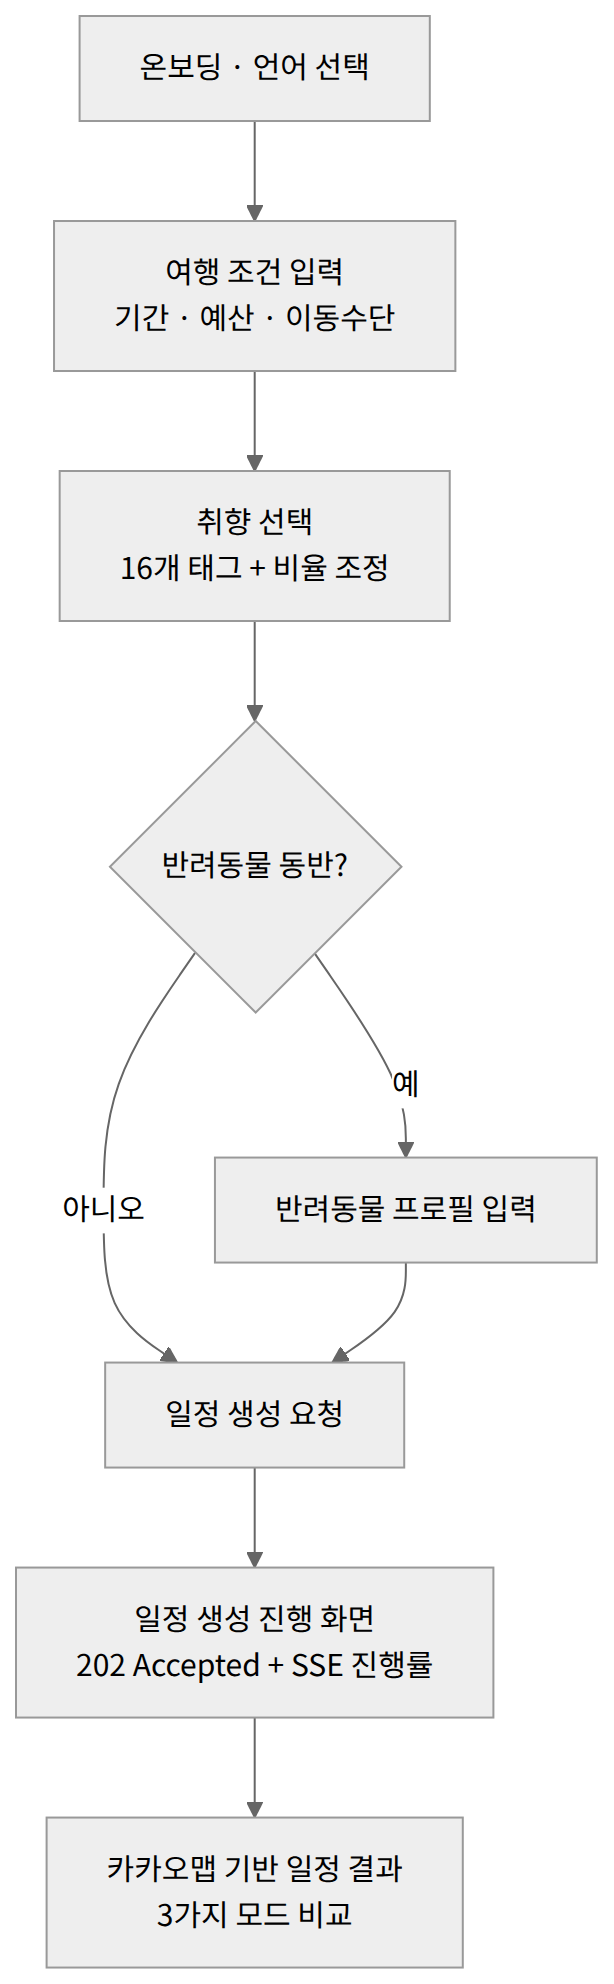 온보딩 · 언어 선택
여행 조건 입력
기간 · 예산 · 이동수단
취향 선택
16개 태그 + 비율 조정
반려동물 동반?
예
아니오
반려동물 프로필 입력
일정 생성 요청
일정 생성 진행 화면
202 Accepted + SSE 진행률
카카오맵 기반 일정 결과
3가지 모드 비교